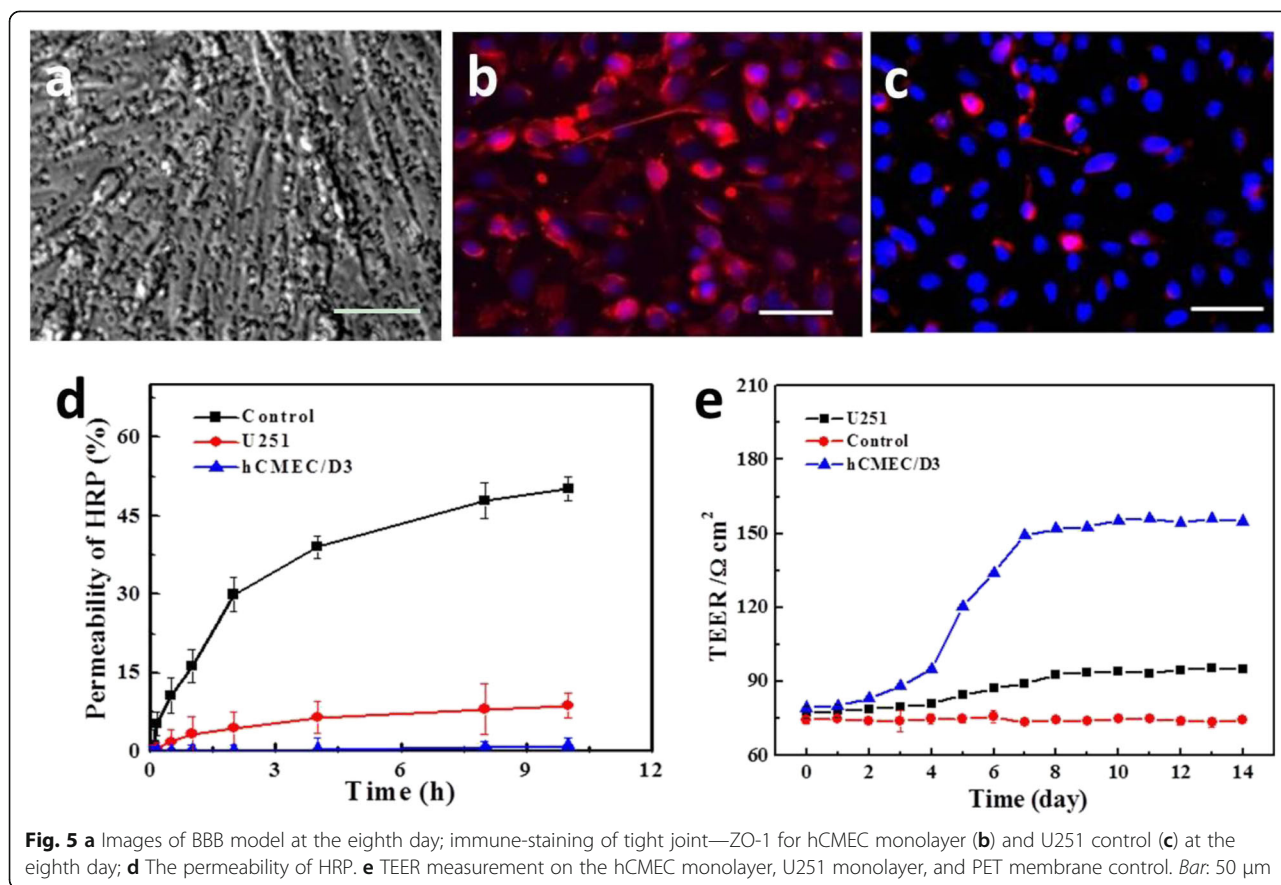 a
b
c
d
Control
U251
hCMEC/D3
Permeability of HRP (%)
60
45
30
15
0
0
3
6
9
12
Time (h)
e
U251
Control
hCMEC/D3
TEER /Ω cm²
210
180
150
120
90
60
0
2
4
6
8
10
12
14
Time (day)
Fig. 5 a Images of BBB model at the eighth day; immune-staining of tight joint—ZO-1 for hCMEC monolayer (b) and U251 control (c) at the
eighth day; d The permeability of HRP. e TEER measurement on the hCMEC monolayer, U251 monolayer, and PET membrane control. Bar: 50 μm